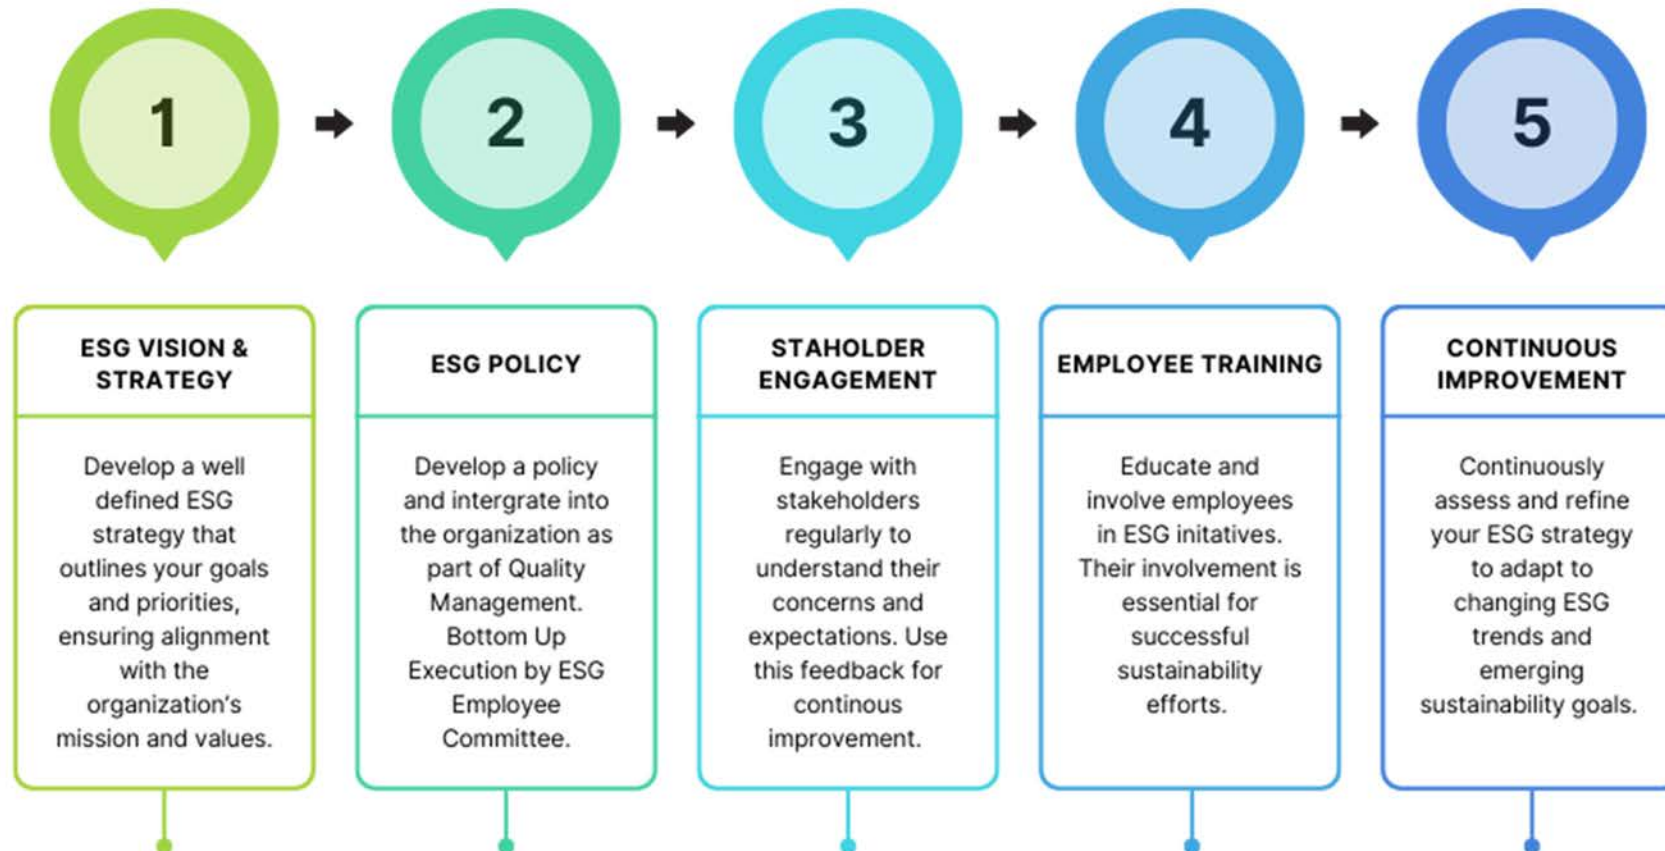 1
2
3
4
5
ESG VISION &
STRATEGY
Develop a well
defined ESG
strategy that
outlines your goals
and priorities,
ensuring alignment
with the
organization's
mission and values.
ESG POLICY
Develop a policy
and intergrate into
the organization as
part of Quality
Management.
Bottom Up
Execution by ESG
Employee
Committee.
STAHOLDER
ENGAGEMENT
Engage with
stakeholders
regularly to
understand their
concerns and
expectations. Use
this feedback for
continous
improvement.
EMPLOYEE TRAINING
Educate and
involve employees
in ESG initatives.
Their involvement is
essential for
successful
sustainability
efforts.
CONTINUOUS
IMPROVEMENT
Continuously
assess and refine
your ESG strategy
to adapt to
changing ESG
trends and
emerging
sustainability goals.